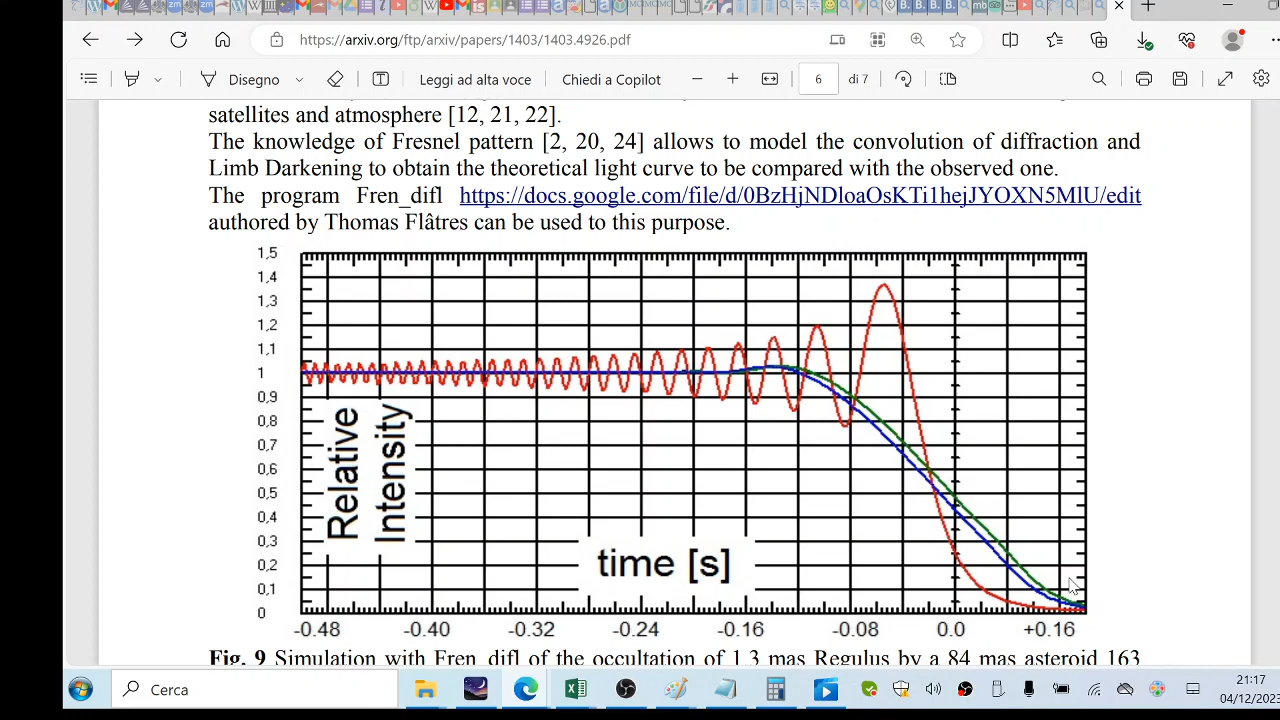 https://arxiv.org/ftp/arxiv/papers/1403/1403.4926.pdf
Disegno
Leggi ad alta voce
Chiedi a Copilot
6
di 7
satellites and atmosphere [12, 21, 22].
The knowledge of Fresnel pattern [2, 20, 24] allows to model the convolution of diffraction and
Limb Darkening to obtain the theoretical light curve to be compared with the observed one.
The program Fren_difl https://docs.google.com/file/d/0BzHjNDloaOsKTi1hejJYOXN5MlU/edit
authored by Thomas Flâtres can be used to this purpose.
1,5
1,4
1,3
1,2
1,1
1
0,9
0,8
0,7
0,6
0,5
0,4
0,3
0,2
0,1
0
Relative
Intensity
time [s]
-0.48 -0.40 -0.32 -0.24 -0.16 -0.08 0.0 +0.16
Fig. 9 Simulation with Fren_difl of the occultation of 1.3 mas Regulus by a 84 mas asteroid 163
Cerca
21:17
04/12/202